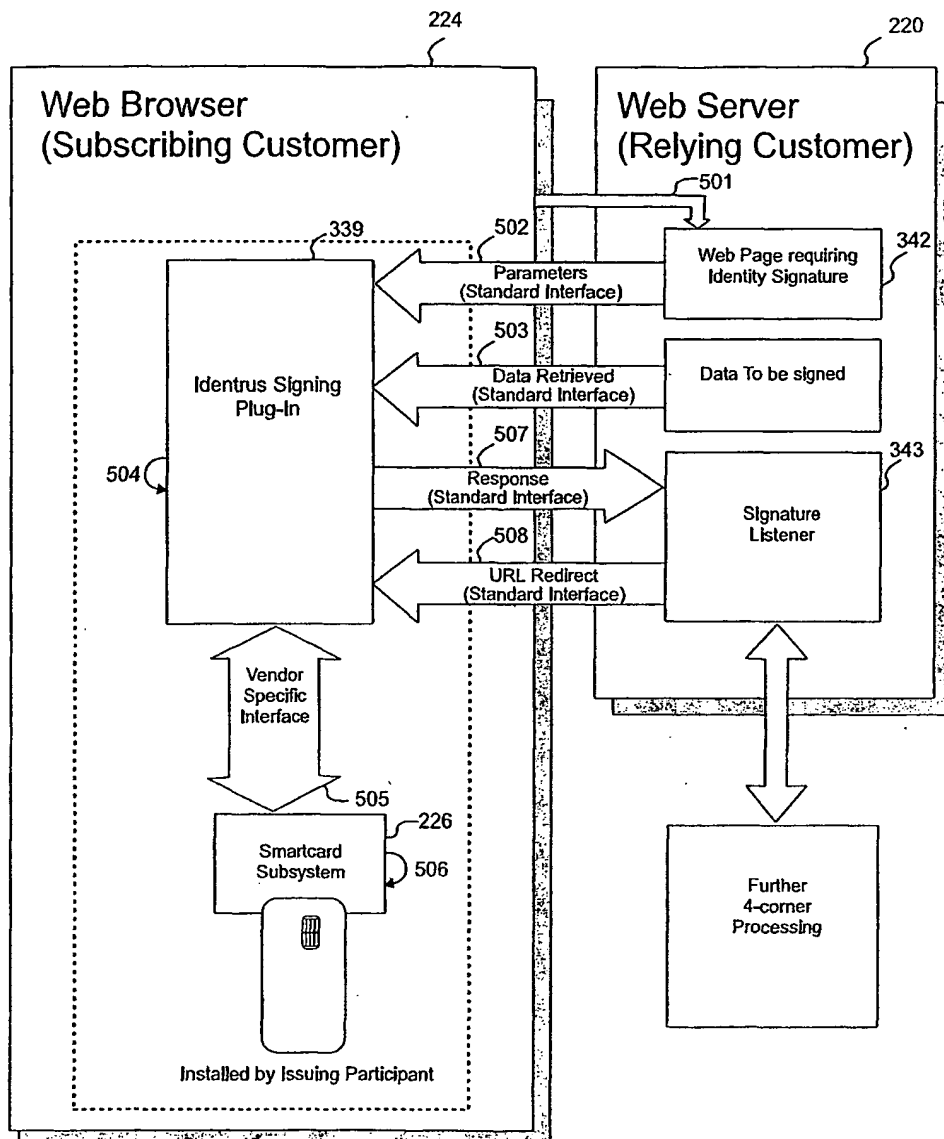 224
220
Web Browser
(Subscribing Customer)
Web Server
(Relying Customer)
501
339
502
342
Parameters
(Standard Interface)
Web Page requiring
Identity Signature
503
Data Retrieved
(Standard Interface)
Data To be signed
Identrus Signing
Plug-In
507
343
504
Response
(Standard Interface)
Signature
Listener
508
URL Redirect
(Standard Interface)
Vendor
Specific
Interface
505
226
Smartcard
Subsystem
506
Further
4-corner
Processing
Installed by Issuing Participant